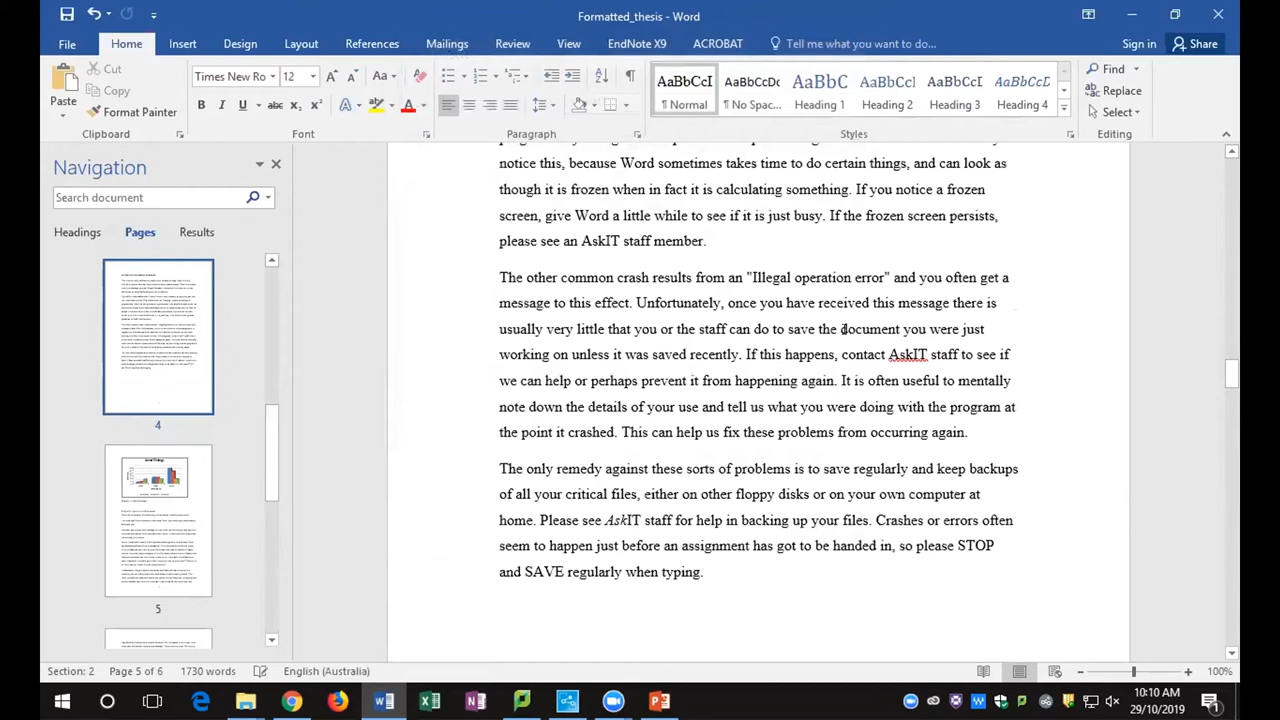 Formatted_thesis - Word
File Home Insert Design Layout References Mailings Review View EndNote X9 ACROBAT Tell me what you want to do... Sign in Share
Paste Cut Copy Format Painter
Times New Ro 12
AaBbCcI AaBbCcDc AaBbC AaBbCcl AaBbCcD AaBbCcD.
¶ Normal ¶ No Spac... Heading 1 Heading 2 Heading 3 Heading 4
Find Replace Select
Clipboard Font Paragraph Styles Editing
Navigation
Search document
Headings Pages Results
4
5
notice this, because Word sometimes takes time to do certain things, and can look as
though it is frozen when in fact it is calculating something. If you notice a frozen
screen, give Word a little while to see if it is just busy. If the frozen screen persists,
please see an AskIT staff member.
The other common crash results from an "Illegal operation error" and you often get a
message to this effect. Unfortunately, once you have received this message there is
usually very little that you or the staff can do to save the document you were just
working on unless it was saved recently. If this happens contact AskIT staff to see if
we can help or perhaps prevent it from happening again. It is often useful to mentally
note down the details of your use and tell us what you were doing with the program at
the point it crashed. This can help us fix these problems from occurring again.
The only remedy against these sorts of problems is to save regularly and keep backups
of all your critical files, either on other floppy disks or on your own computer at
home. Please see AskIT staff for help in backing up your files. Crashes or errors often
seem to happen just before an assignment has got to be so please STOP
and SAVE regularly when typing.
Section: 2 Page 5 of 6 1730 words English (Australia) 100%
10:10 AM
29/10/2019